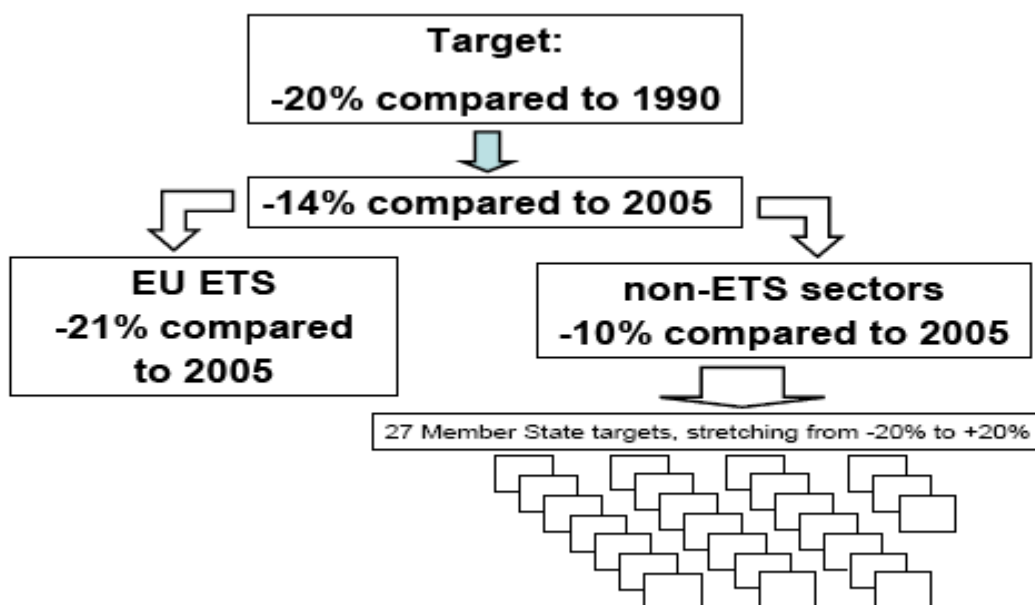 Target:
-20% compared to 1990
-14% compared to 2005
EU ETS
-21% compared
to 2005
non-ETS sectors
-10% compared to 2005
27 Member State targets, stretching from -20% to +20%